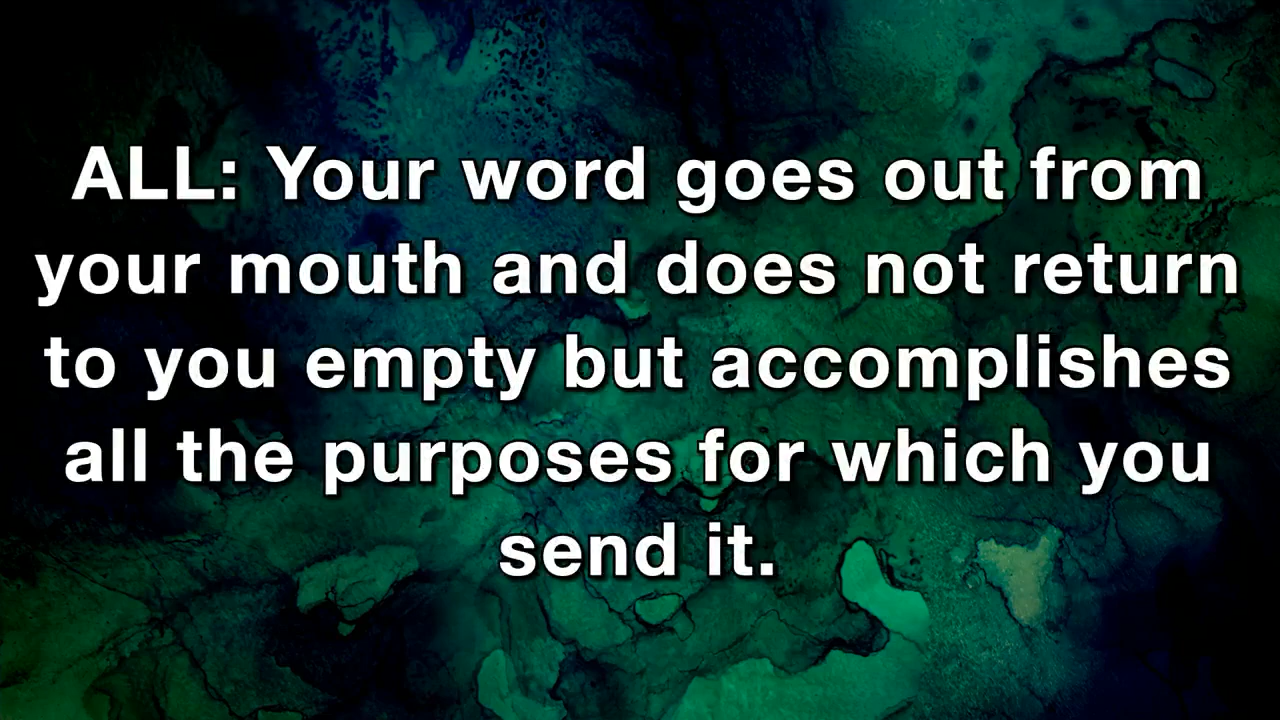 ALL: Your word goes out from
your mouth and does not return
to you empty but accomplishes
all the purposes for which you
send it.